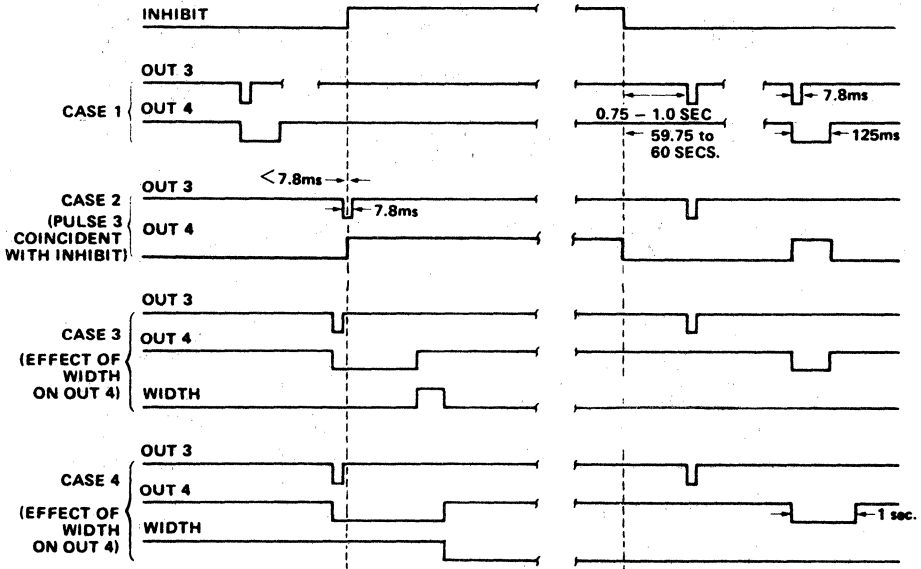 INHIBIT
OUT 3
CASE 1
OUT 4
7.8ms
0.75 – 1.0 SEC
59.75 to
60 SECS.
125ms
<7.8ms
CASE 2
OUT 3
7.8ms
(PULSE 3
COINCIDENT
WITH INHIBIT)
OUT 4
OUT 3
CASE 3
OUT 4
(EFFECT OF
WIDTH
ON OUT 4)
WIDTH
OUT 3
CASE 4
OUT 4
1 sec.
(EFFECT OF
WIDTH
ON OUT 4)
WIDTH